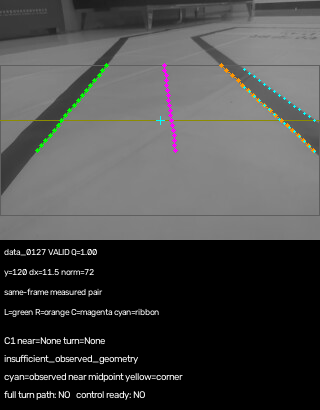 data_0127 VALID Q=1.00
y=120 dx=11.5 norm=72
same-frame measured pair
L=green R=orange C=magenta cyan=ribbon
C1 near=None turn=None
insufficient_observed_geometry
cyan=observed near midpoint yellow=corner
full turn path: NO control ready: NO